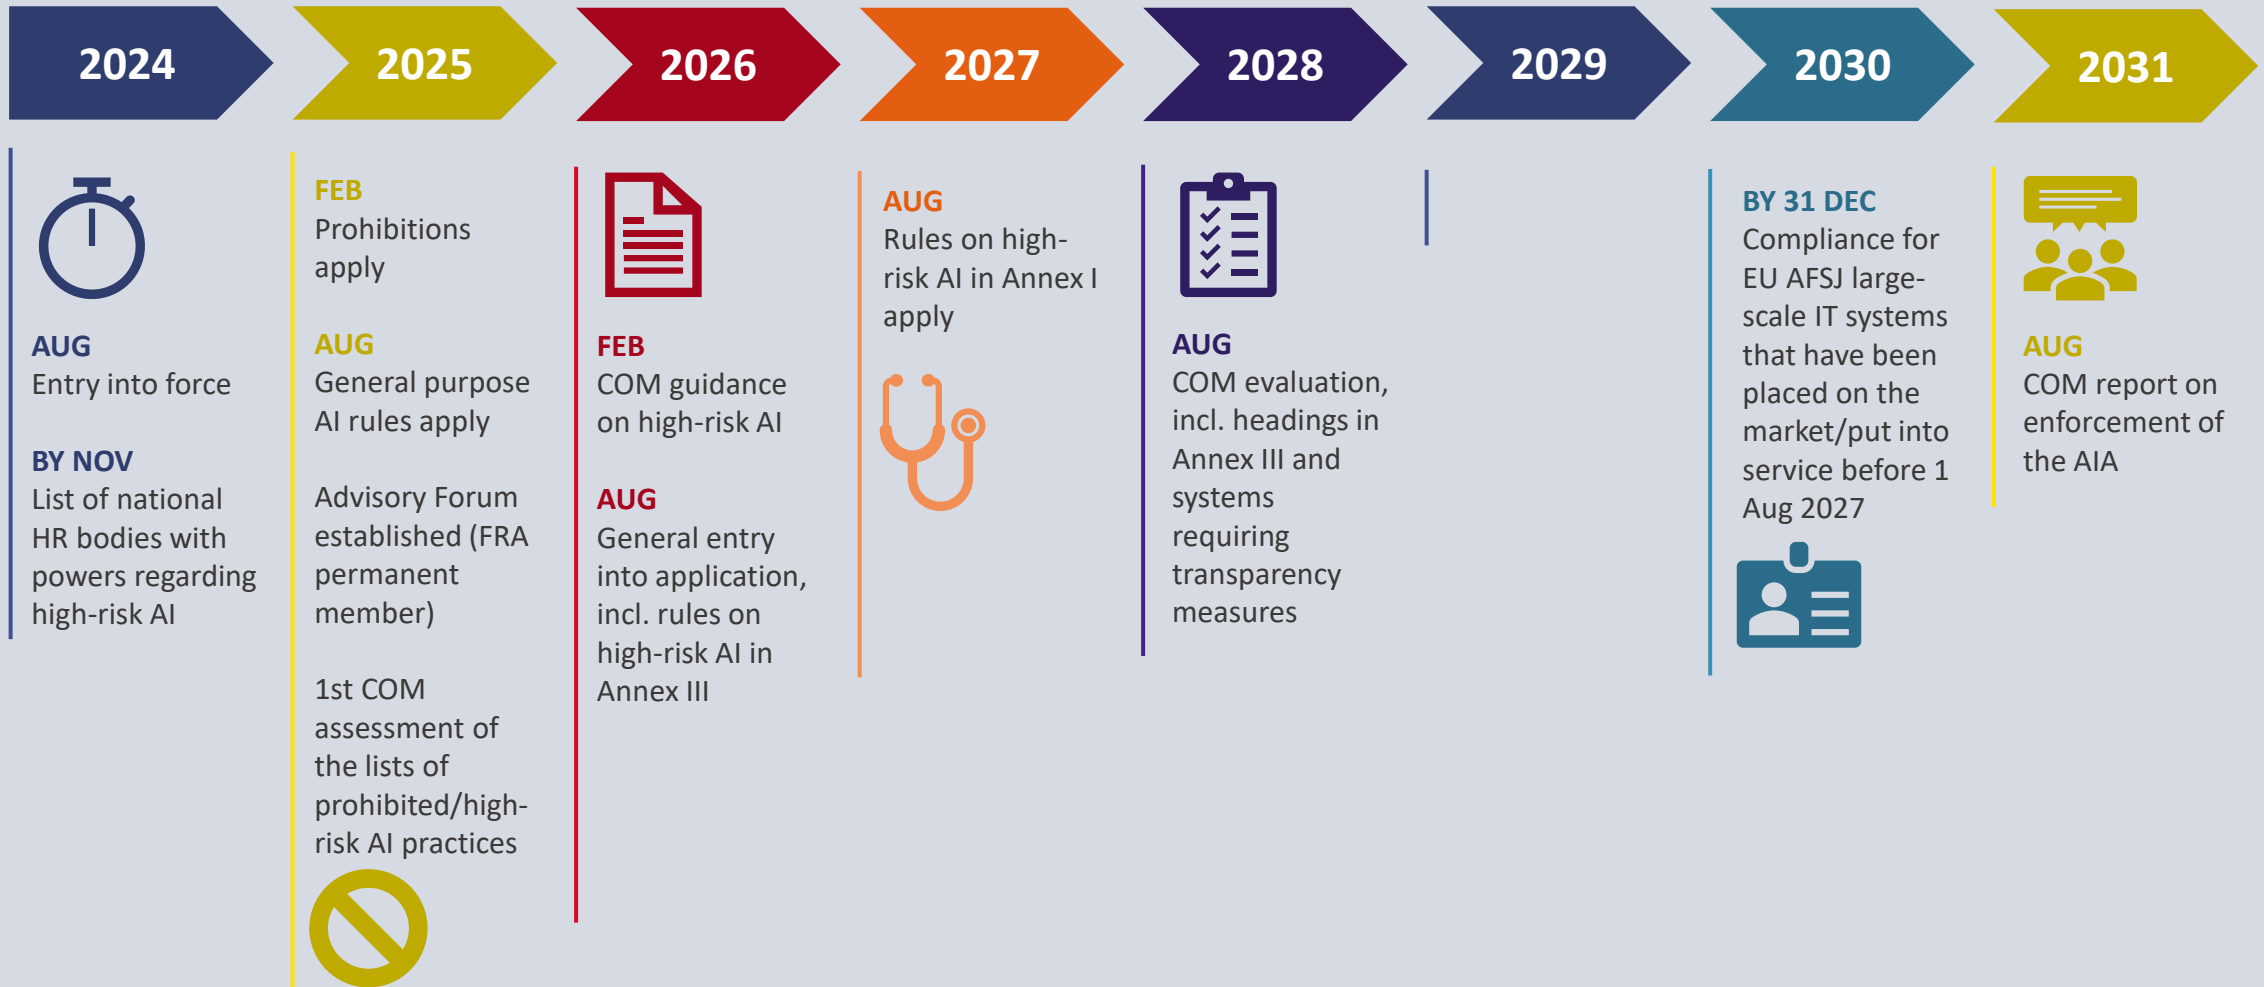 2024
2025
2026
2027
2028
2029
2030
2031
AUG
Entry into force
BY NOV
List of national
HR bodies with
powers regarding
high-risk AI
FEB
Prohibitions
apply
AUG
General purpose
AI rules apply
Advisory Forum
established (FRA
permanent
member)
1st COM
assessment of
the lists of
prohibited/high-
risk AI practices
FEB
COM guidance
on high-risk AI
AUG
General entry
into application,
incl. rules on
high-risk AI in
Annex III
AUG
Rules on high-
risk AI in Annex I
apply
AUG
COM evaluation,
incl. headings in
Annex III and
systems
requiring
transparency
measures
BY 31 DEC
Compliance for
EU AFSJ large-
scale IT systems
that have been
placed on the
market/put into
service before 1
Aug 2027
AUG
COM report on
enforcement of
the AIA